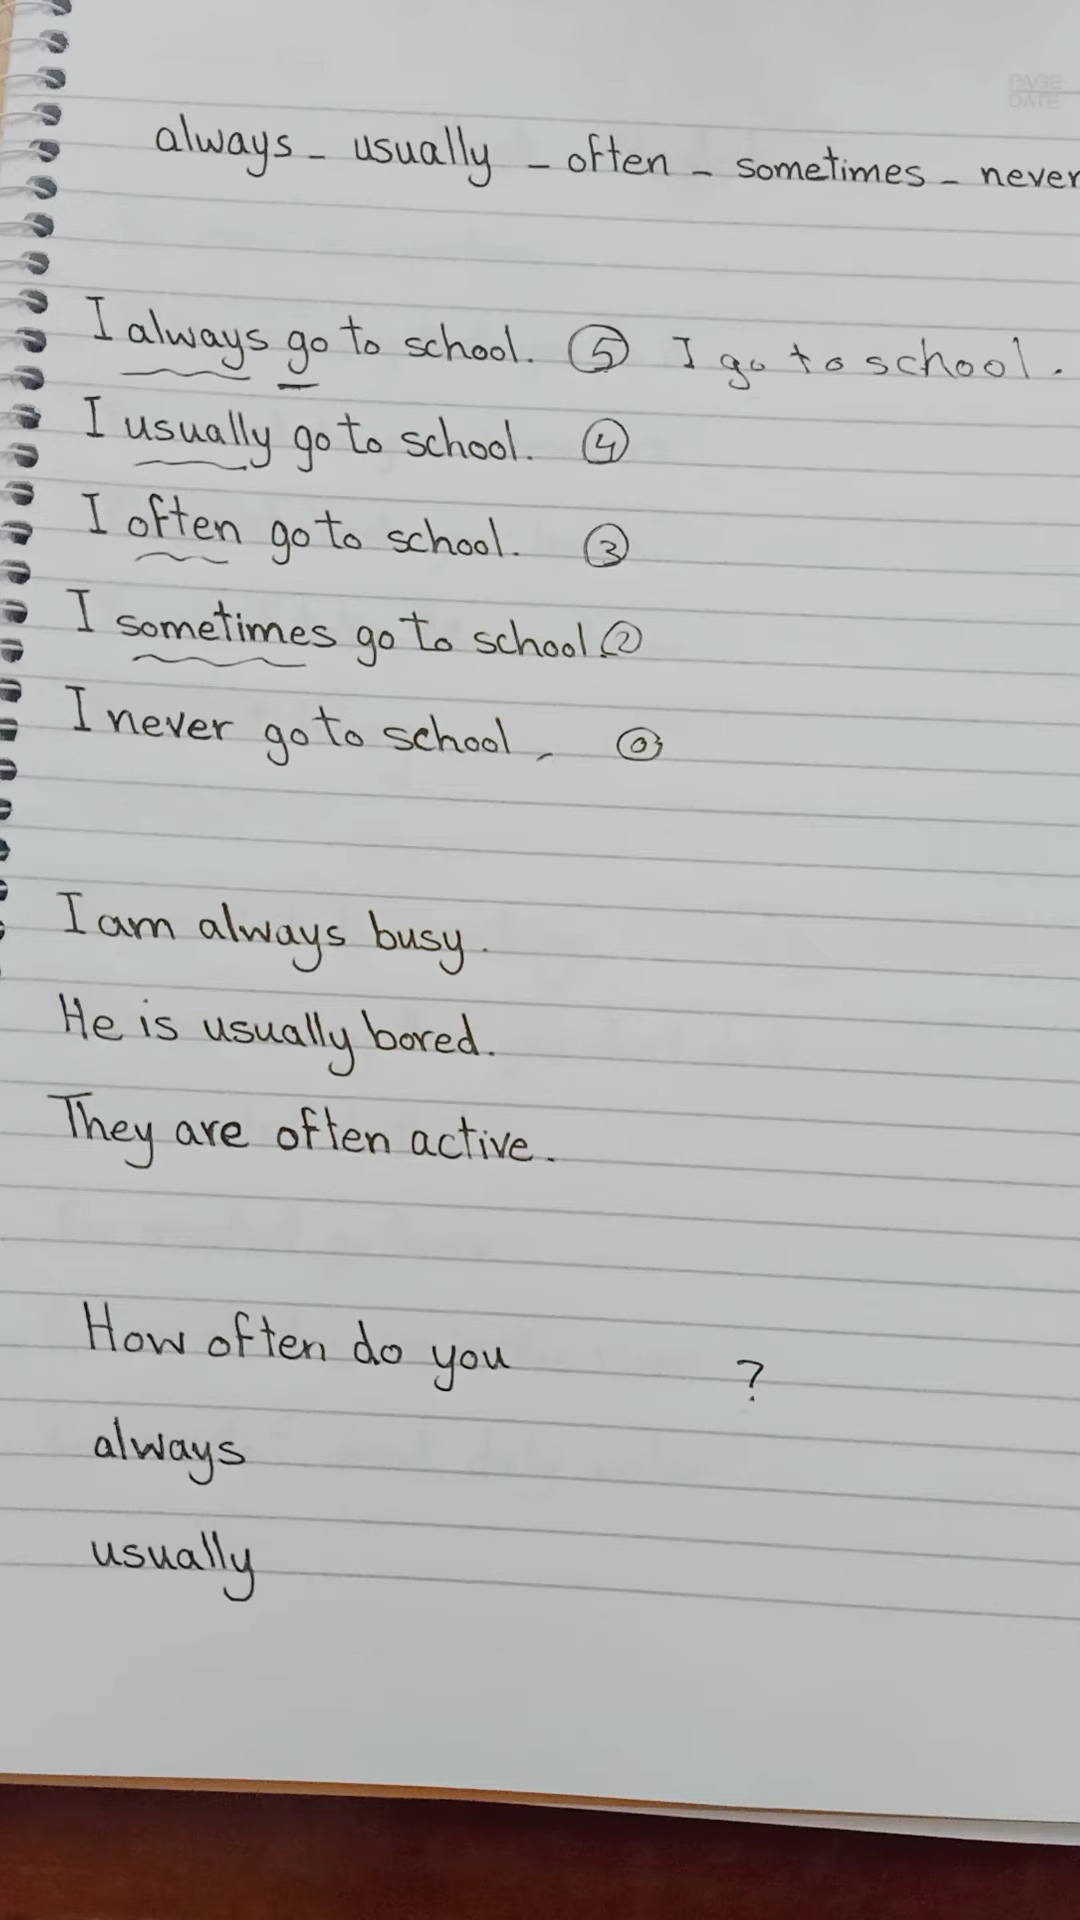 PAGE
DATE
always - usually - often - sometimes - never
I always go to school. ⑤ I go to school.
I usually go to school. ④
I often go to school. ③
I sometimes go to school. ②
I never go to school. ⓪
I am always busy.
He is usually bored.
They are often active.
How often do you ?
always
usually